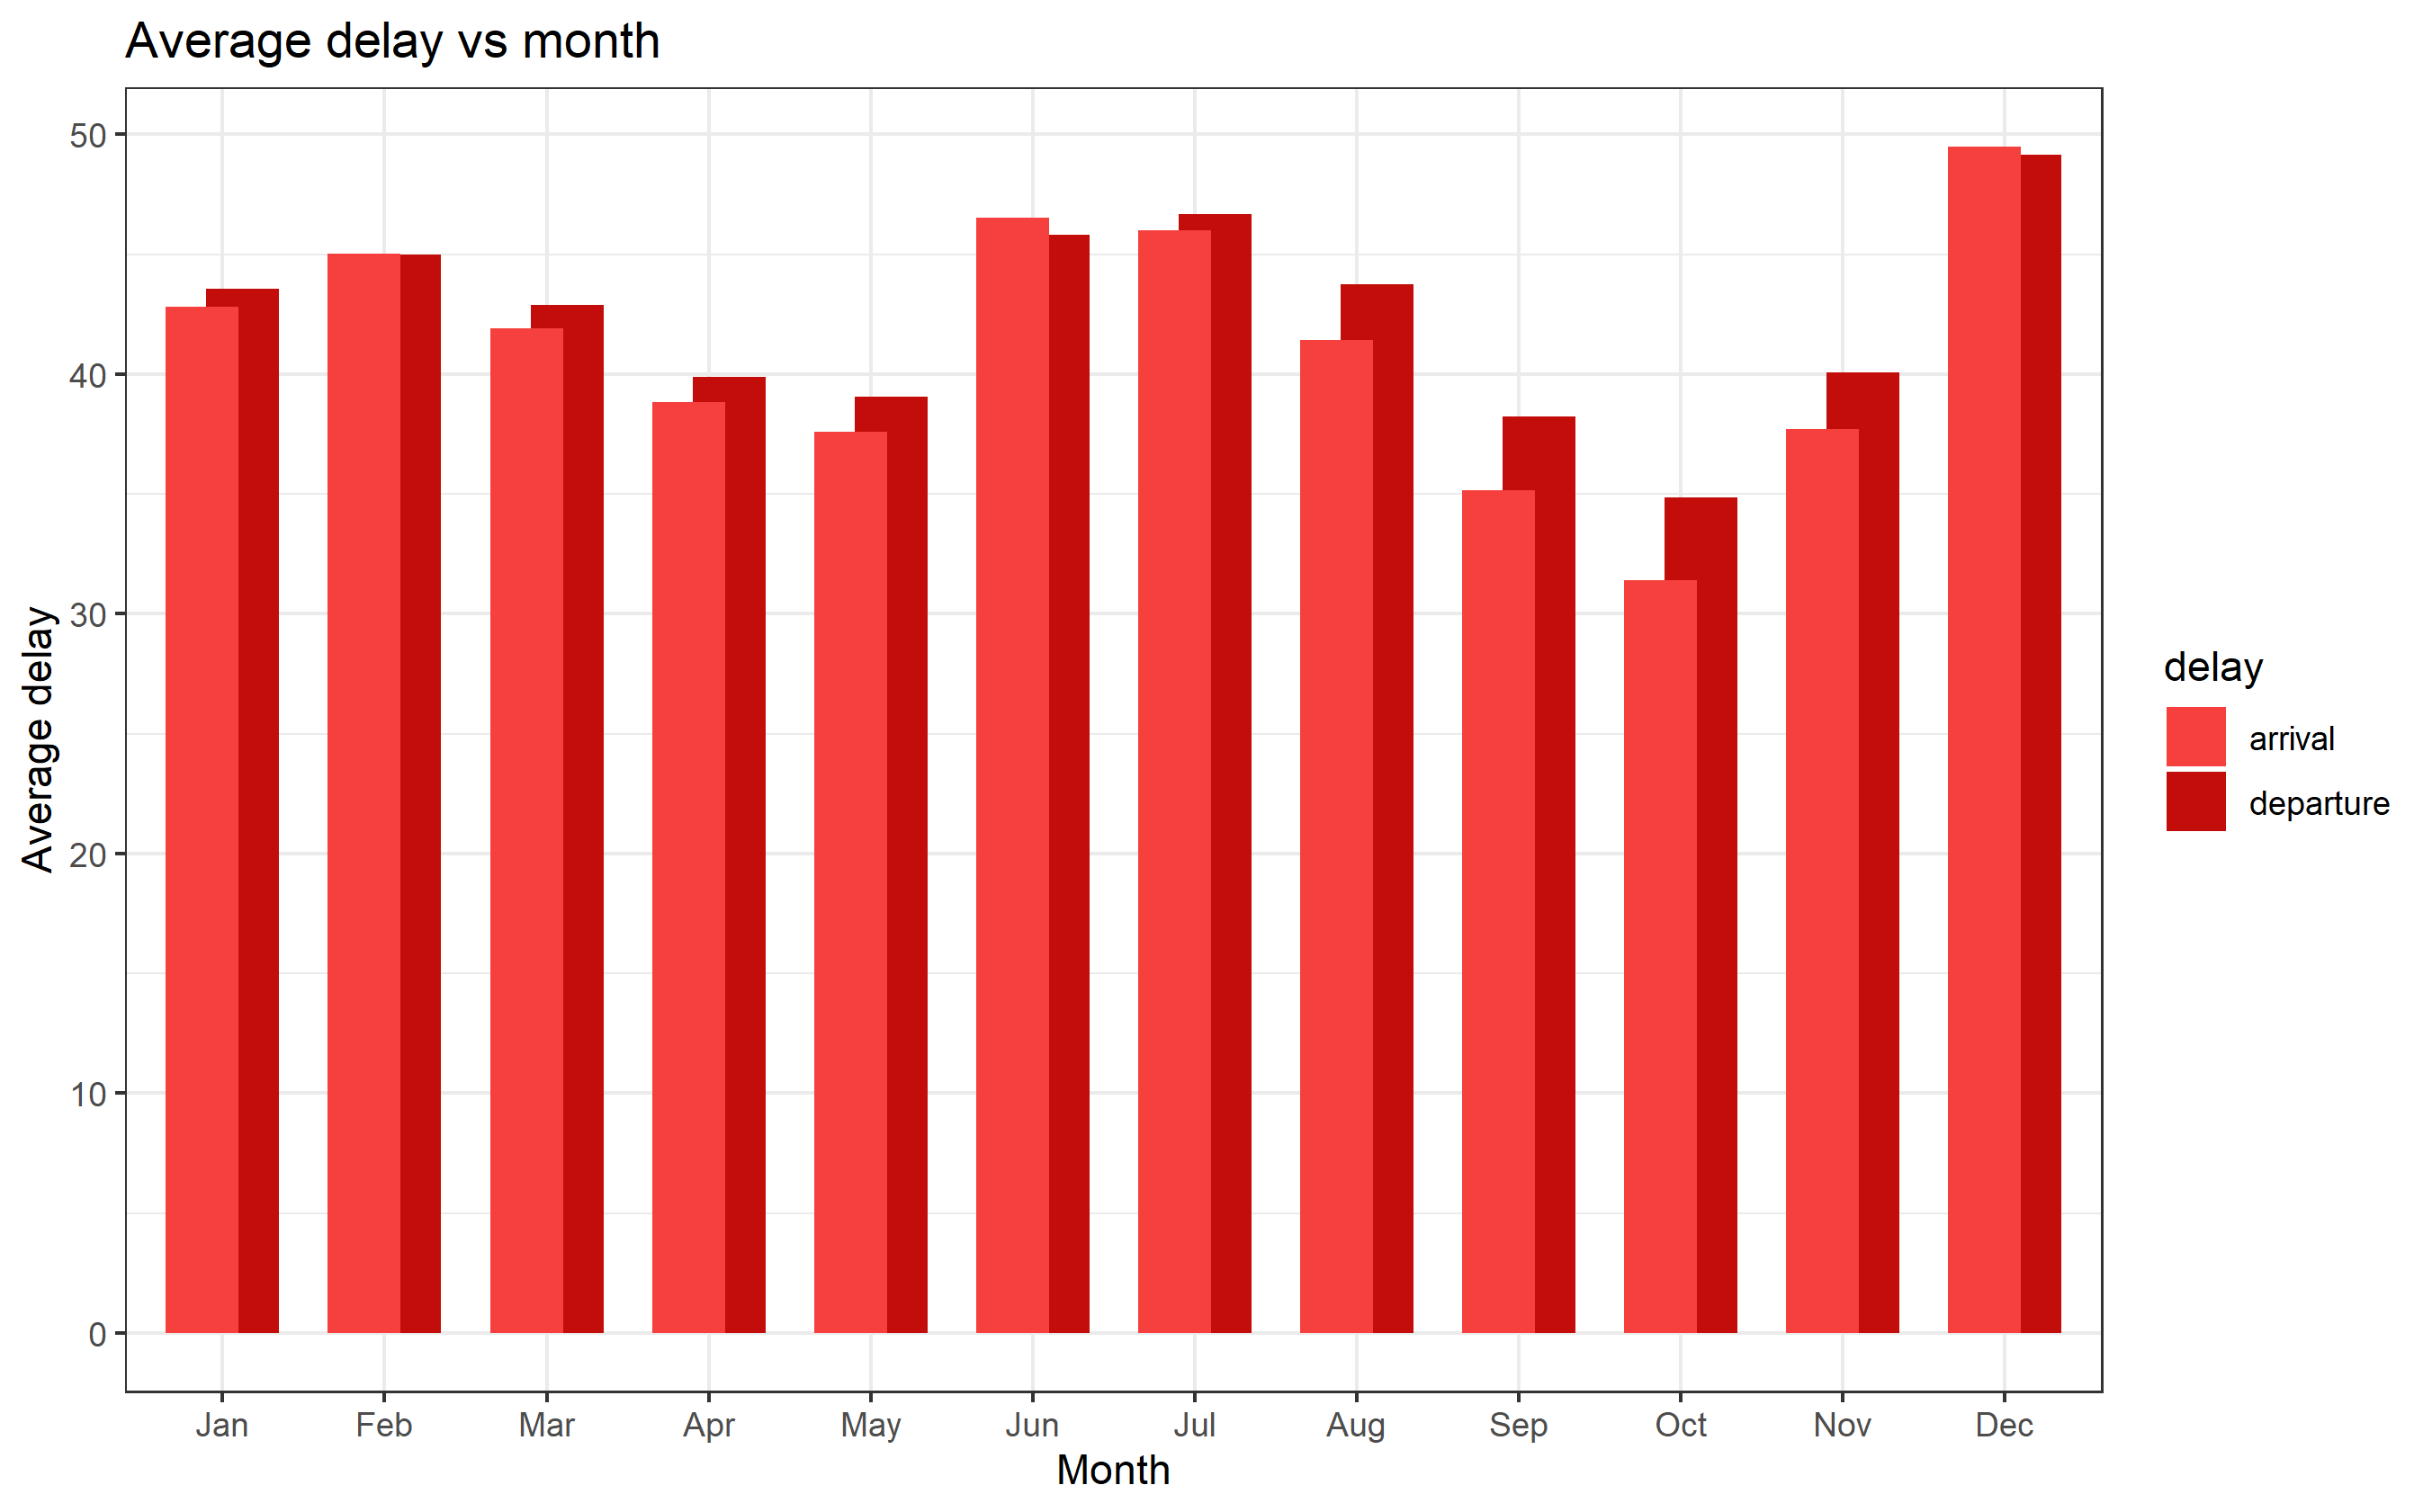 Average delay vs month
Average delay
50
40
30
20
10
0
Jan Feb Mar Apr May Jun Jul Aug Sep Oct Nov Dec
Month
delay
arrival
departure